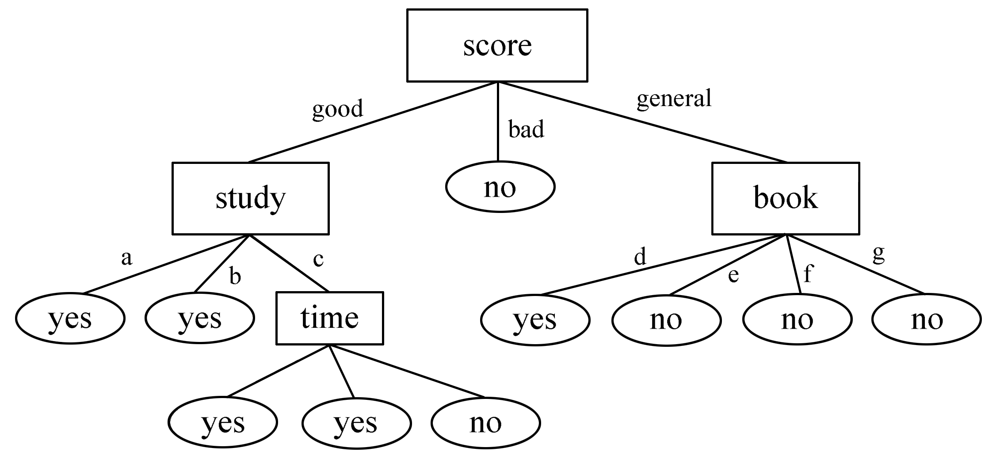 score
good
bad
general
study
no
book
a
b
c
d
e
f
g
yes
yes
time
yes
no
no
no
yes
yes
no